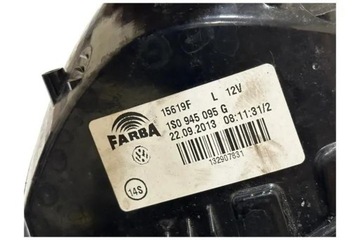 15619F L 12V
FARBA
1S0 945 095 G
22.09.2013 08:11:31/2
132907831
14S